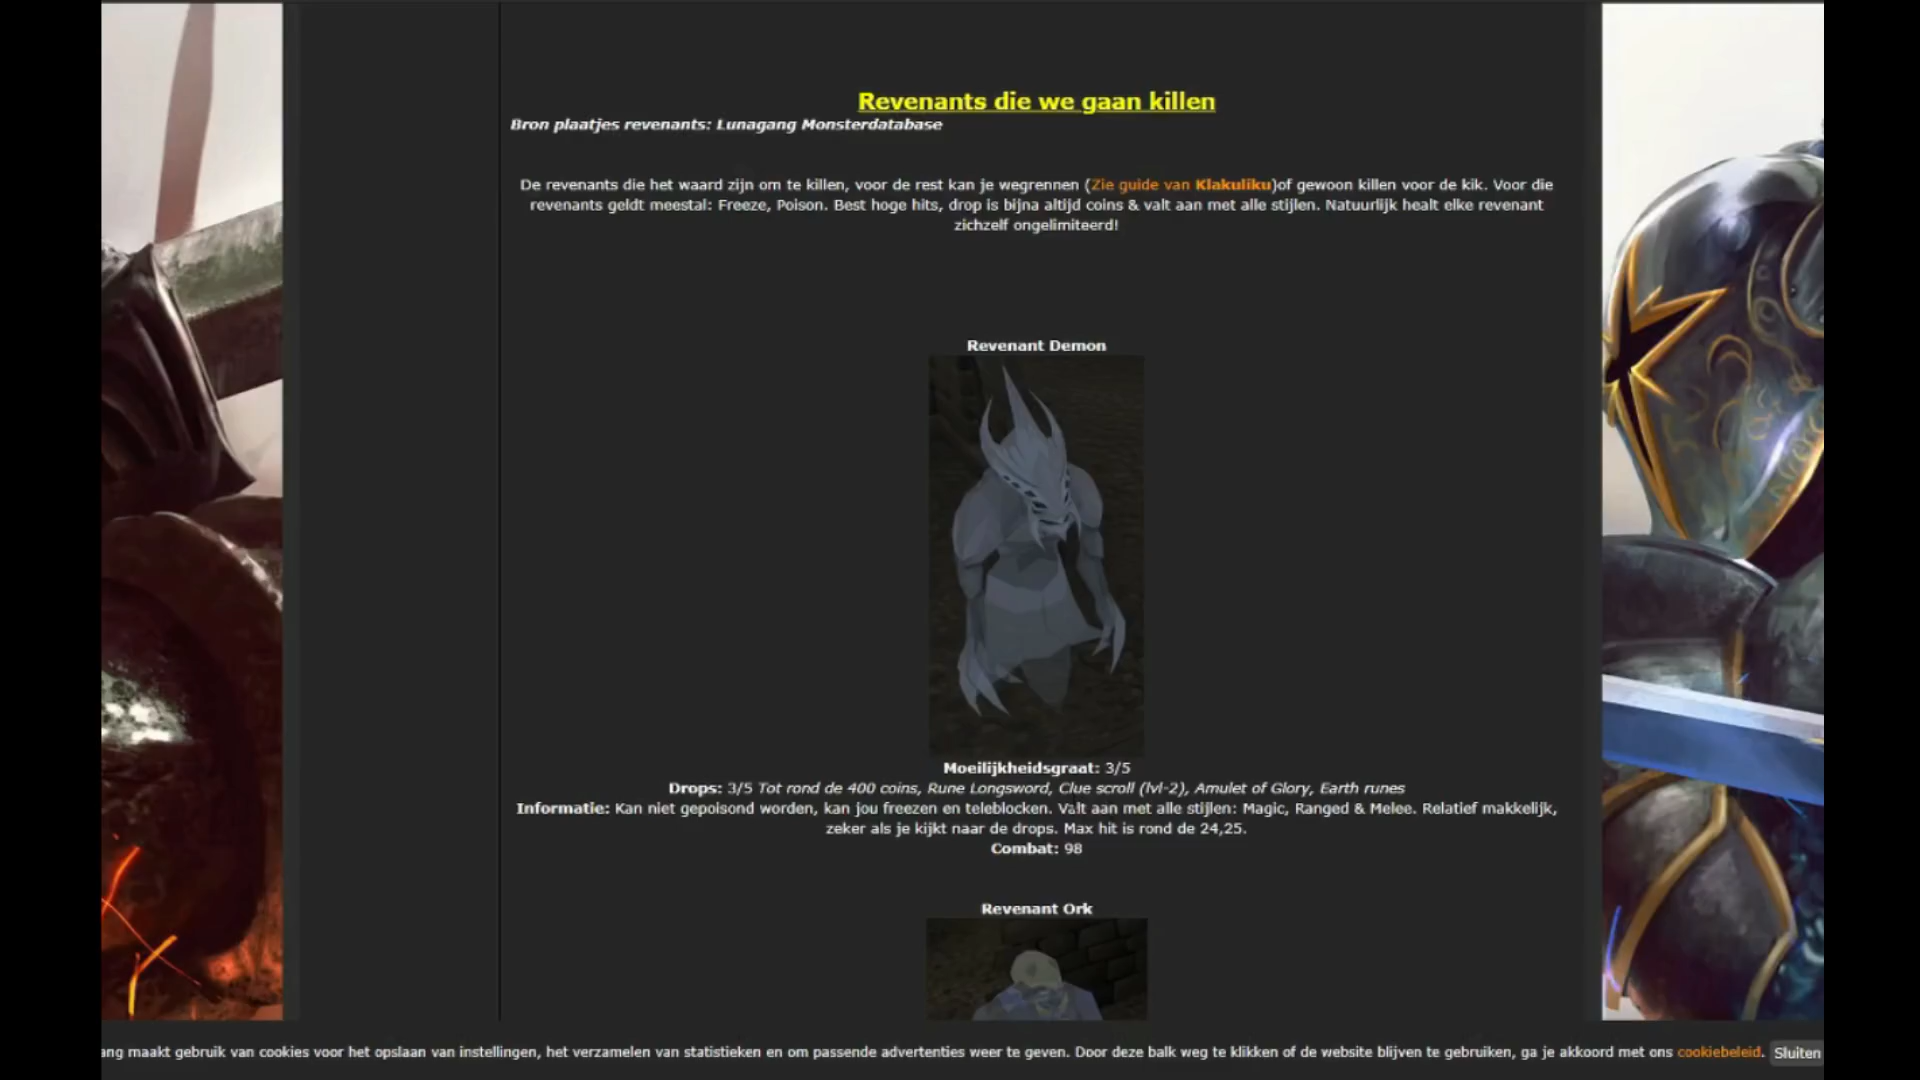 Revenants die we gaan killen
Bron plaatjes revenants: Lunagang Monsterdatabase
De revenants die het waard zijn om te killen, voor de rest kan je wegrennen (Zie guide van Klakuliku)of gewoon killen voor de kik. Voor die
revenants geldt meestal: Freeze, Poison. Best hoge hits, drop is bijna altijd coins & valt aan met alle stijlen. Natuurlijk healt elke revenant
zichzelf ongelimiteerd!
Revenant Demon
Moeilijkheidsgraat: 3/5
Drops: 3/5 Tot rond de 400 coins, Rune Longsword, Clue scroll (lvl-2), Amulet of Glory, Earth runes
Informatie: Kan niet gepoisond worden, kan jou freezen en teleblocken. Valt aan met alle stijlen: Magic, Ranged & Melee. Relatief makkelijk,
zeker als je kijkt naar de drops. Max hit is rond de 24,25.
Combat: 98
Revenant Ork
ang maakt gebruik van cookies voor het opslaan van instellingen, het verzamelen van statistieken en om passende advertenties weer te geven. Door deze balk weg te klikken of de website blijven te gebruiken, ga je akkoord met ons cookiebeleid. Sluiten